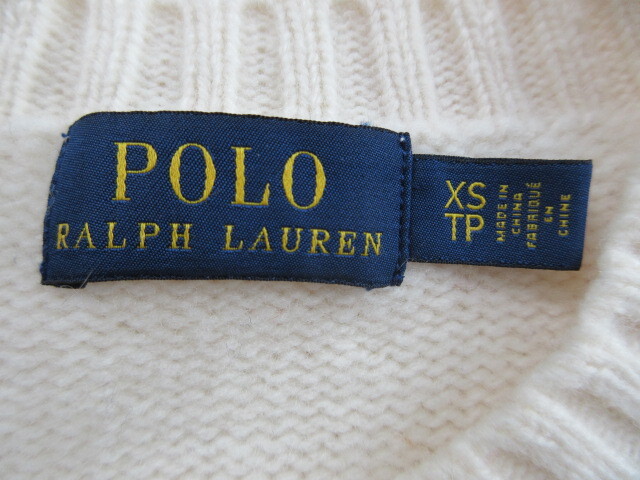 POLO
RALPH LAUREN
XS
TP
MADE IN
CHINA
FABRIQUÉ
EN
CHINE